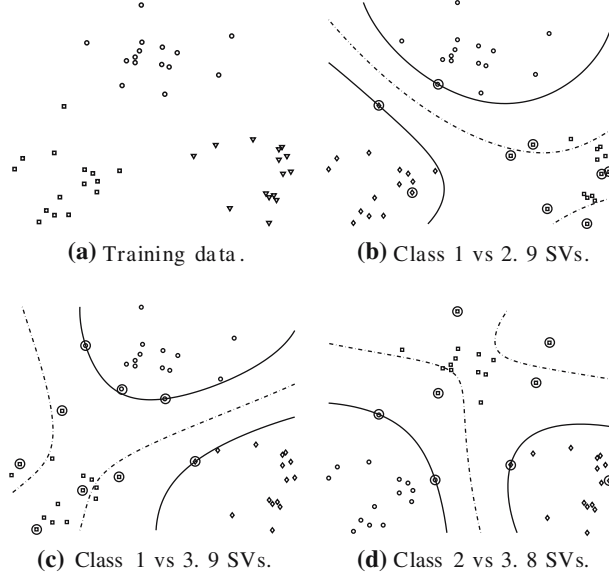 (a) Training data.
(b) Class 1 vs 2. 9 SVs.
(c) Class 1 vs 3. 9 SVs.
(d) Class 2 vs 3. 8 SVs.